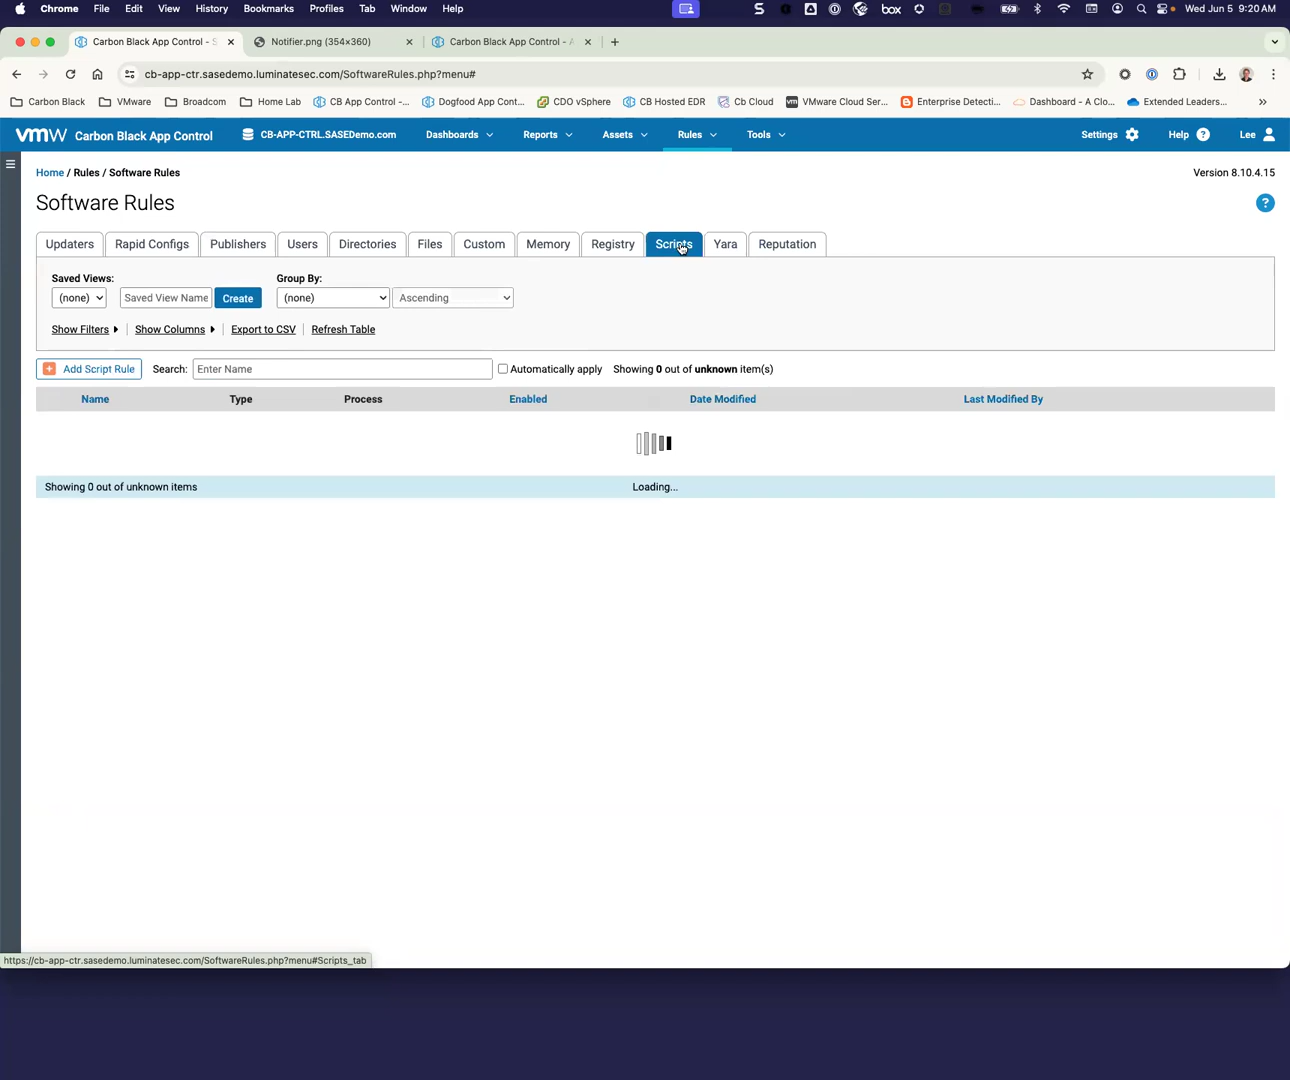 Chrome File Edit View History Bookmarks Profiles Tab Window Help S box Wed Jun 5 9:20 AM
Carbon Black App Control - S Notifier.png (354×360) Carbon Black App Control - A
cb-app-ctr.sasedemo.luminatesec.com/SoftwareRules.php?menu#
Carbon Black VMware Broadcom Home Lab CB App Control -... Dogfood App Cont... CDO vSphere CB Hosted EDR Cb Cloud vm VMware Cloud Ser... Enterprise Detecti... Dashboard - A Clo... Extended Leaders... »
vmw Carbon Black App Control CB-APP-CTRL.SASEDemo.com Dashboards Reports Assets Rules Tools Settings Help ? Lee
Home / Rules / Software Rules Version 8.10.4.15
Software Rules ?
Updaters Rapid Configs Publishers Users Directories Files Custom Memory Registry Scripts Yara Reputation
Saved Views: Group By:
(none) Saved View Name Create (none) Ascending
Show Filters Show Columns Export to CSV Refresh Table
+ Add Script Rule Search: Enter Name Automatically apply Showing 0 out of unknown item(s)
Name Type Process Enabled Date Modified Last Modified By
Showing 0 out of unknown items Loading...
https://cb-app-ctr.sasedemo.luminatesec.com/SoftwareRules.php?menu#Scripts_tab